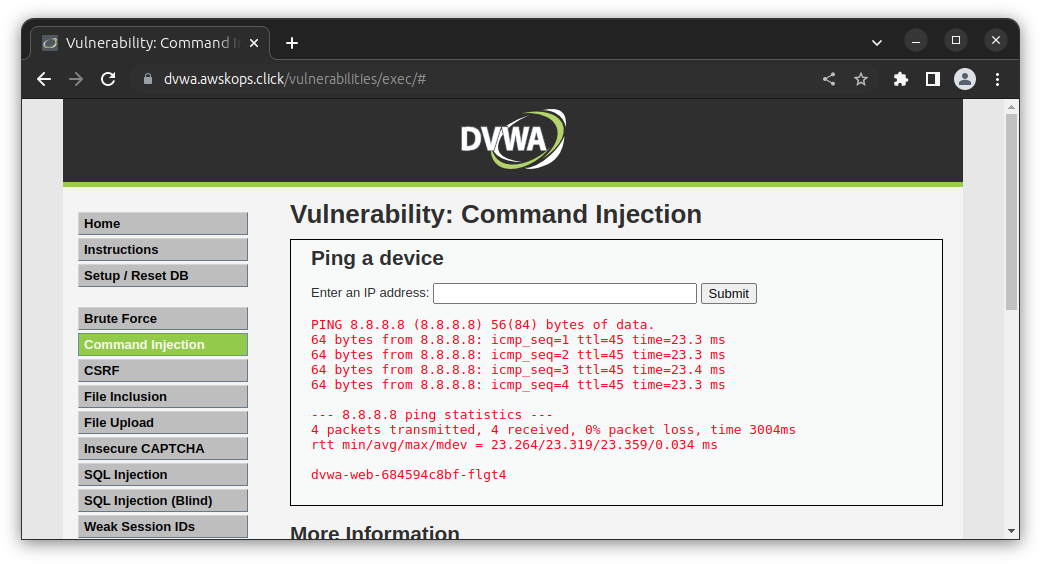 Vulnerability: Command I
dvwa.awskops.click/vulnerabilities/exec/#
DVWA
Home
Instructions
Setup / Reset DB
Brute Force
Command Injection
CSRF
File Inclusion
File Upload
Insecure CAPTCHA
SQL Injection
SQL Injection (Blind)
Weak Session IDs
Vulnerability: Command Injection
Ping a device
Enter an IP address:
Submit
PING 8.8.8.8 (8.8.8.8) 56(84) bytes of data.
64 bytes from 8.8.8.8: icmp_seq=1 ttl=45 time=23.3 ms
64 bytes from 8.8.8.8: icmp_seq=2 ttl=45 time=23.3 ms
64 bytes from 8.8.8.8: icmp_seq=3 ttl=45 time=23.4 ms
64 bytes from 8.8.8.8: icmp_seq=4 ttl=45 time=23.3 ms
--- 8.8.8.8 ping statistics ---
4 packets transmitted, 4 received, 0% packet loss, time 3004ms
rtt min/avg/max/mdev = 23.264/23.319/23.359/0.034 ms
dvwa-web-684594c8bf-flgt4
More Information